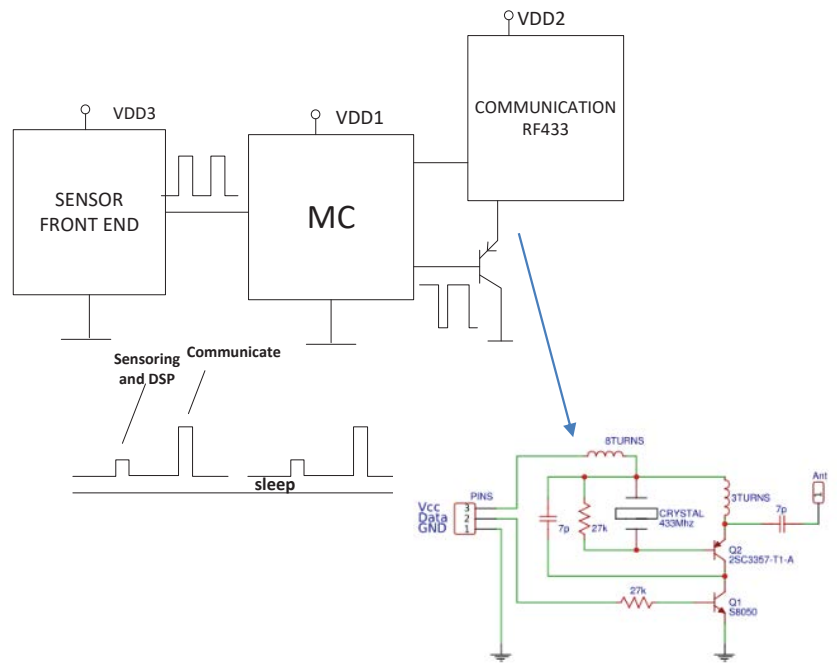 VDD2
COMMUNICATION
RF433
VDD3
VDD1
SENSOR
FRONT END
MC
Sensoring
and DSP
Communicate
sleep
8TURNS
Ant
1
PINS
Vcc
3
Data
2
GND
1
7p
27k
CRYSTAL
433Mhz
3TURNS
7p
Q2
2SC3357-T1-A
27k
Q1
S8050